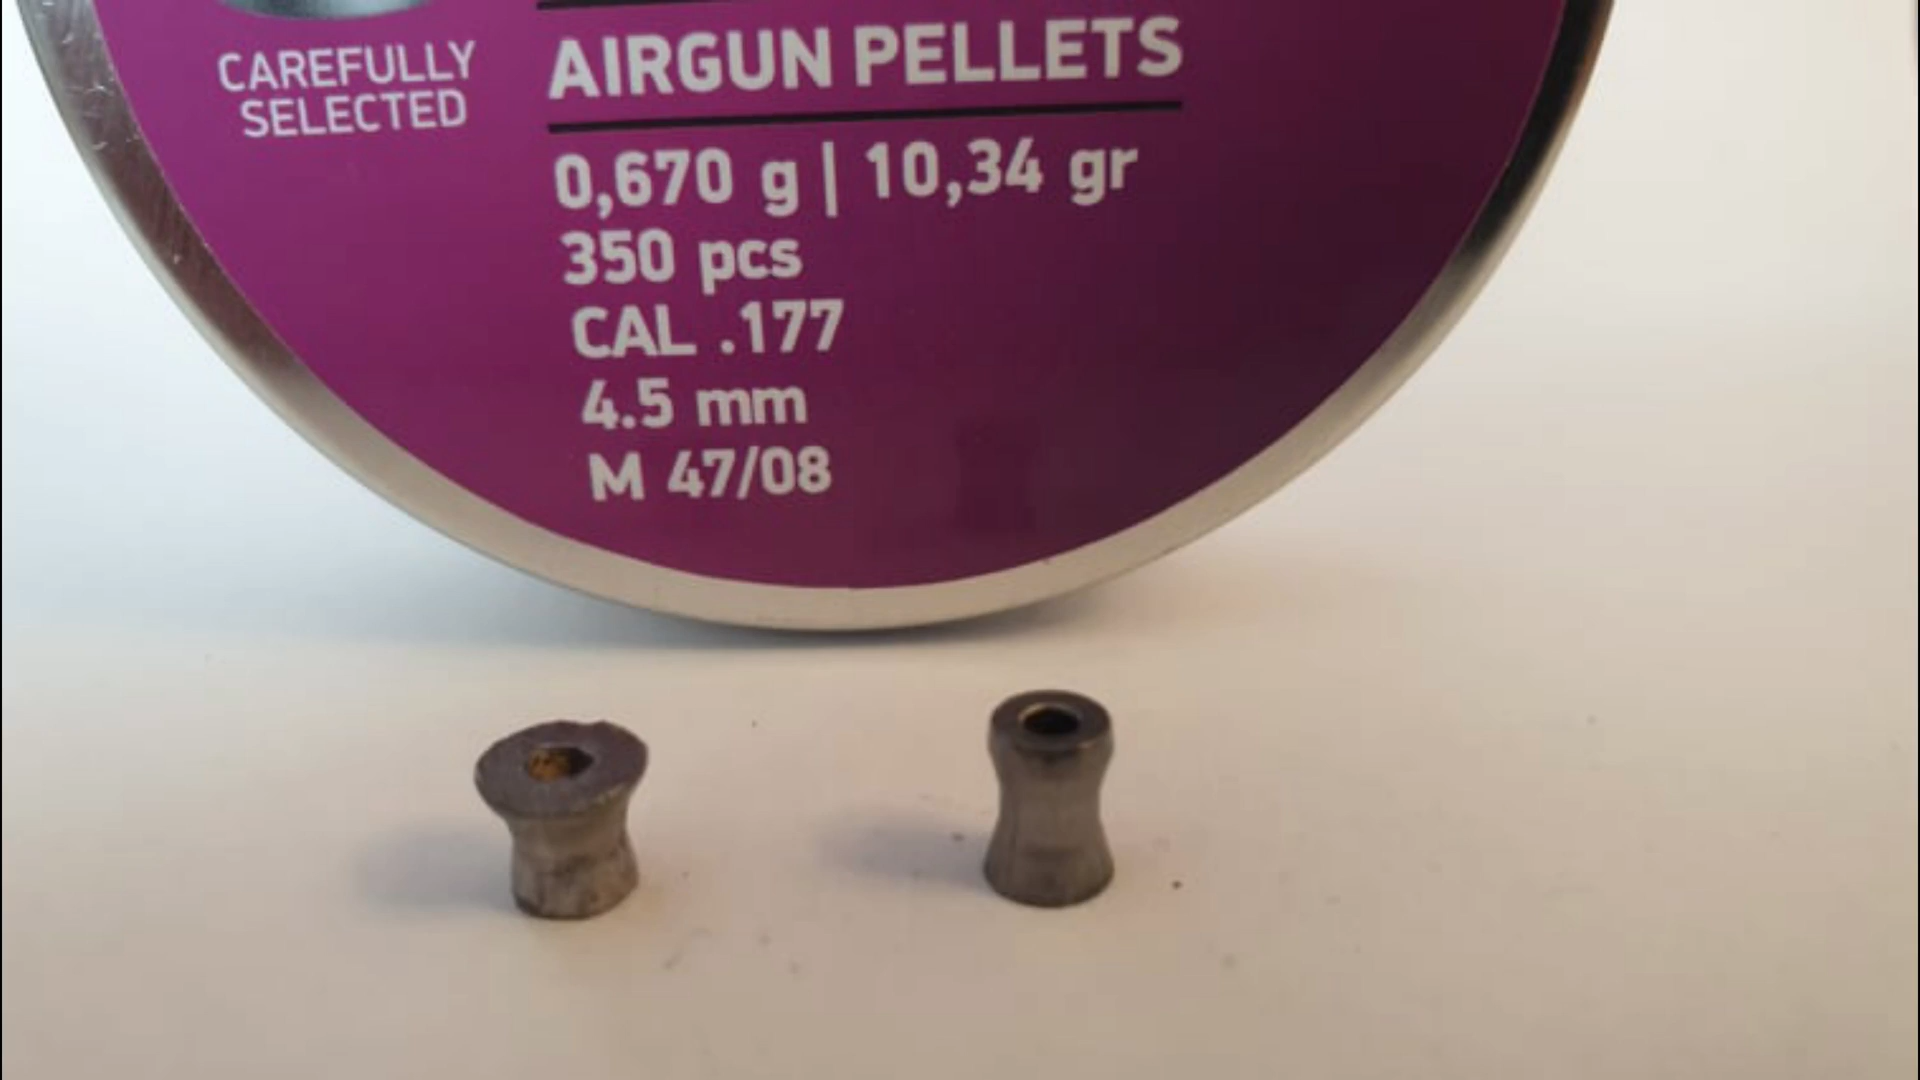 CAREFULLY
SELECTED
AIRGUN PELLETS
0,670 g | 10,34 gr
350 pcs
CAL .177
4.5 mm
M 47/08